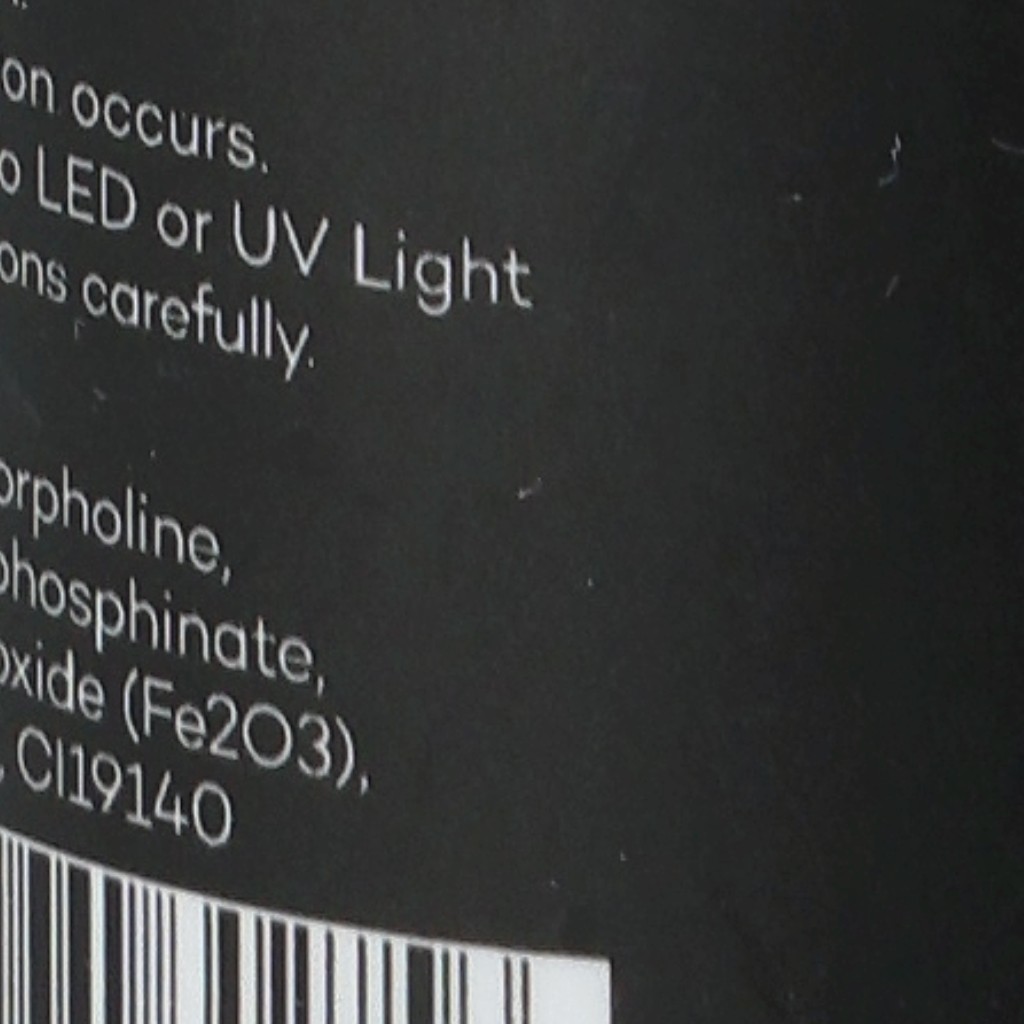 on occurs.
o LED or UV Light
ons carefully.
orpholine,
phosphinate,
oxide (Fe2O3),
, CI19140